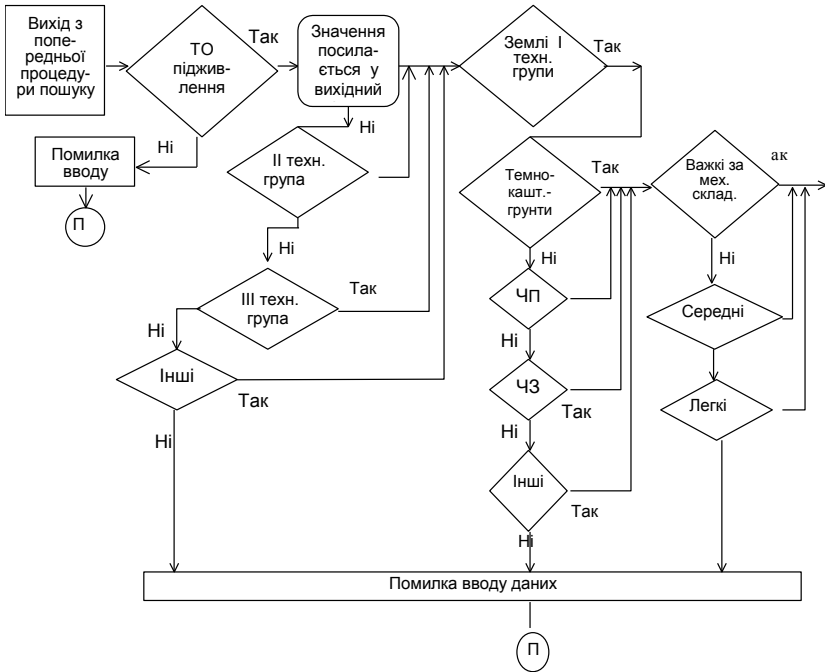 Вихід з
попе-
редньої
процеду-
ри пошуку
ТО
піджив-
лення
Так
Значення
посила-
ється у
вихідний
Землі І
техн.
групи
Так
Ні
Помилка
вводу
П
Ні
ІІ техн.
група
Темно-
кашт.-
грунти
Так
Важкі за
мех.
склад.
ак
Ні
Ні
Ні
ІІІ техн.
група
Так
ЧП
Середні
Ні
Ні
Інші
Так
ЧЗ
Так
Легкі
Ні
Ні
Інші
Так
Ні
Помилка вводу даних
П